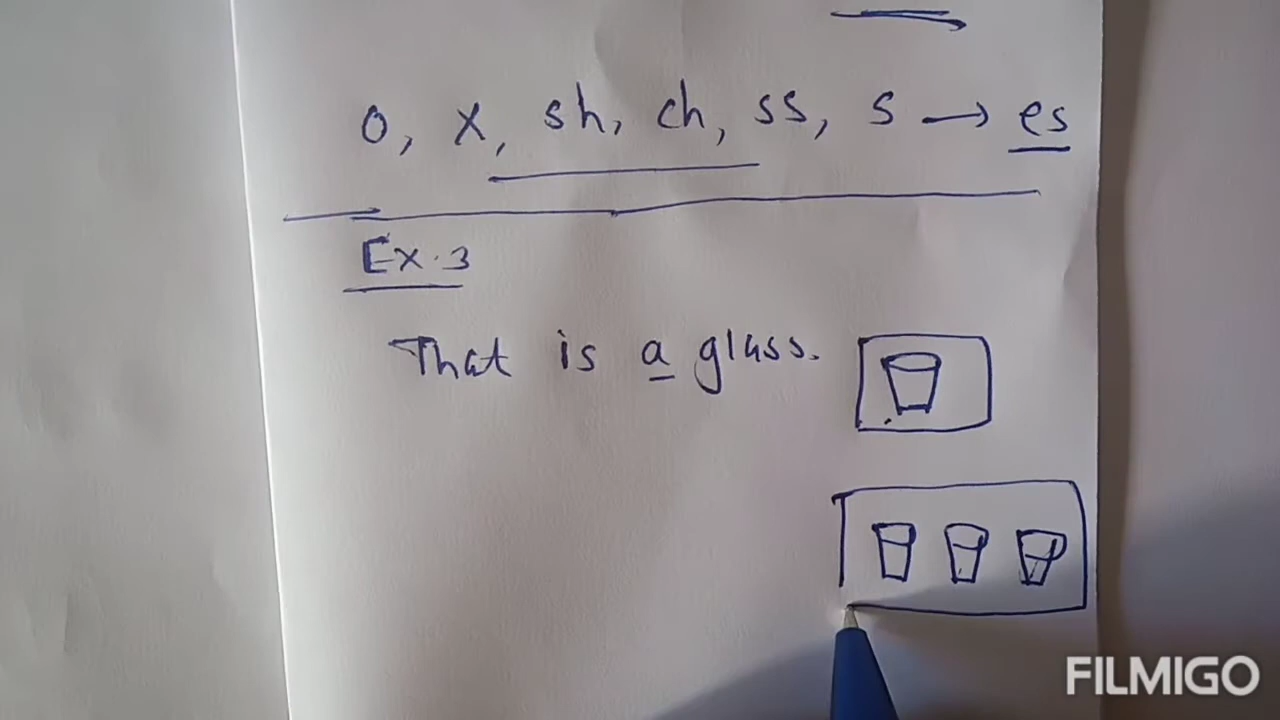 o, x, sh, ch, ss, s → es
Ex. 3
That is a glass.
FILMIGO